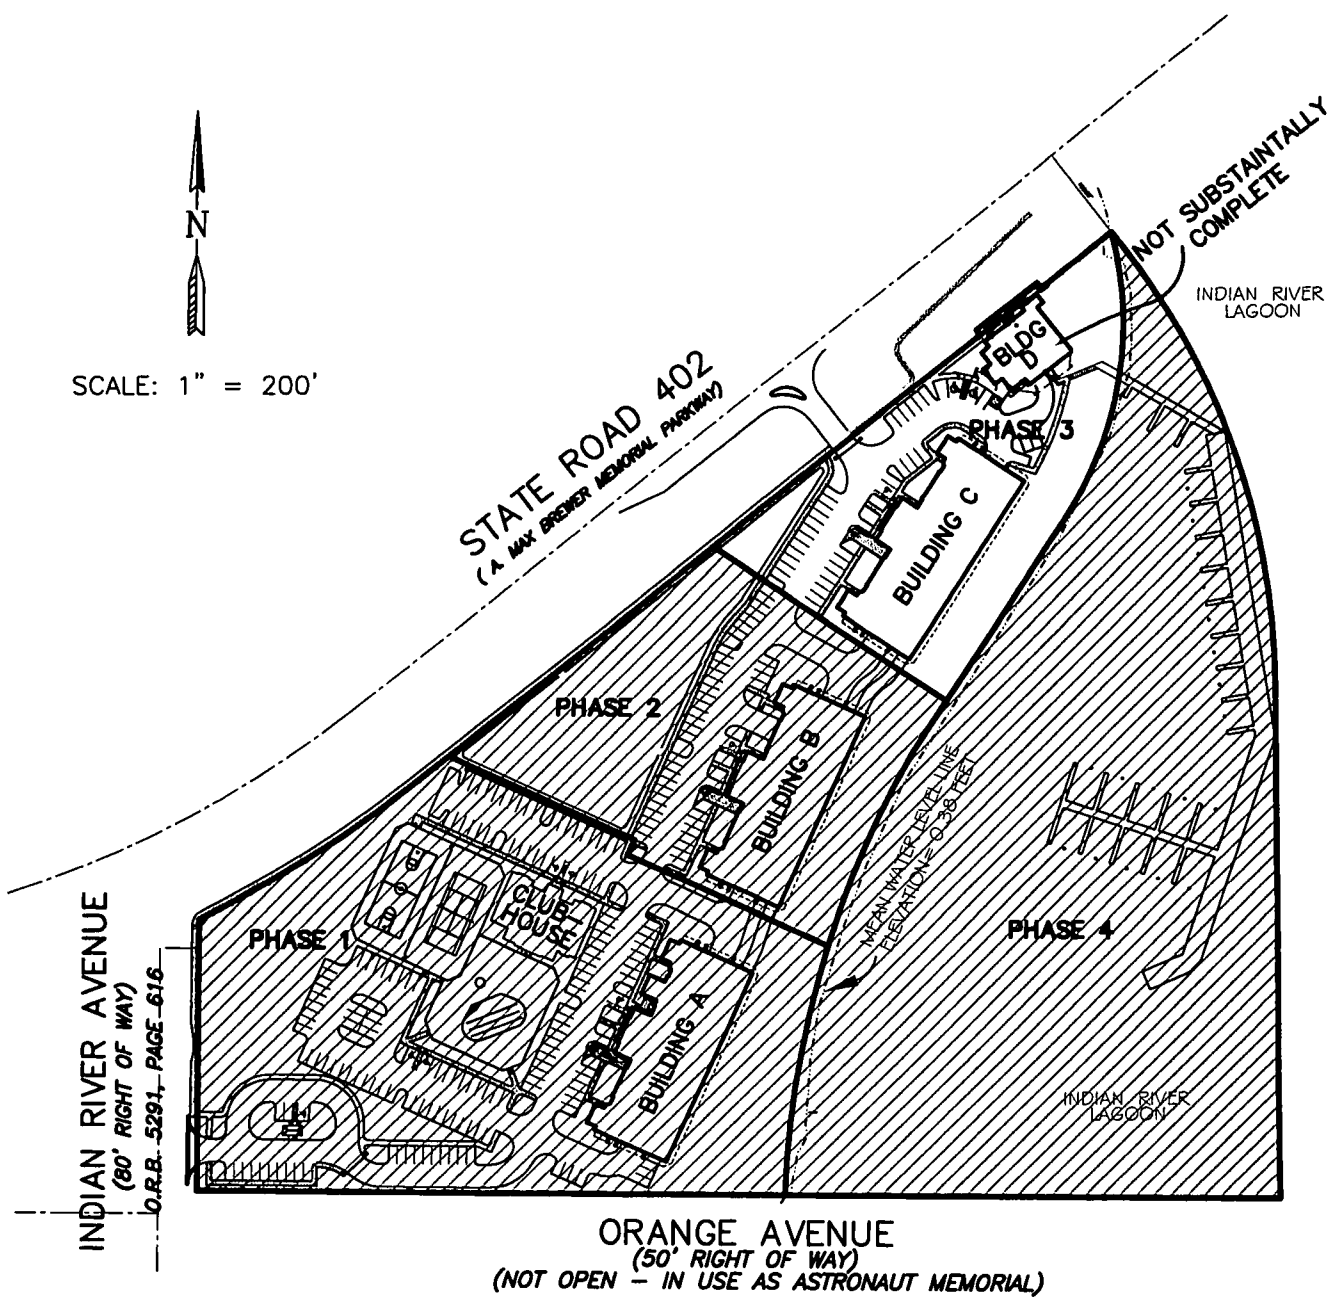 N
SCALE: 1" = 200'
STATE ROAD 402
(A. MAX BREWER MEMORIAL PARKWAY)
NOT SUBSTAINTALLY
COMPLETE
INDIAN RIVER
LAGOON
BLDG
D
PHASE 3
BUILDING C
PHASE 2
BUILDING B
MEAN WATER LEVEL LINE
ELEVATION= 0.38 FEET
CLUB
HOUSE
PHASE 1
PHASE 4
BUILDING A
INDIAN RIVER
LAGOON
INDIAN RIVER AVENUE
(80' RIGHT OF WAY)
O.R.B. 5291, PAGE 616
ORANGE AVENUE
(50' RIGHT OF WAY)
(NOT OPEN - IN USE AS ASTRONAUT MEMORIAL)